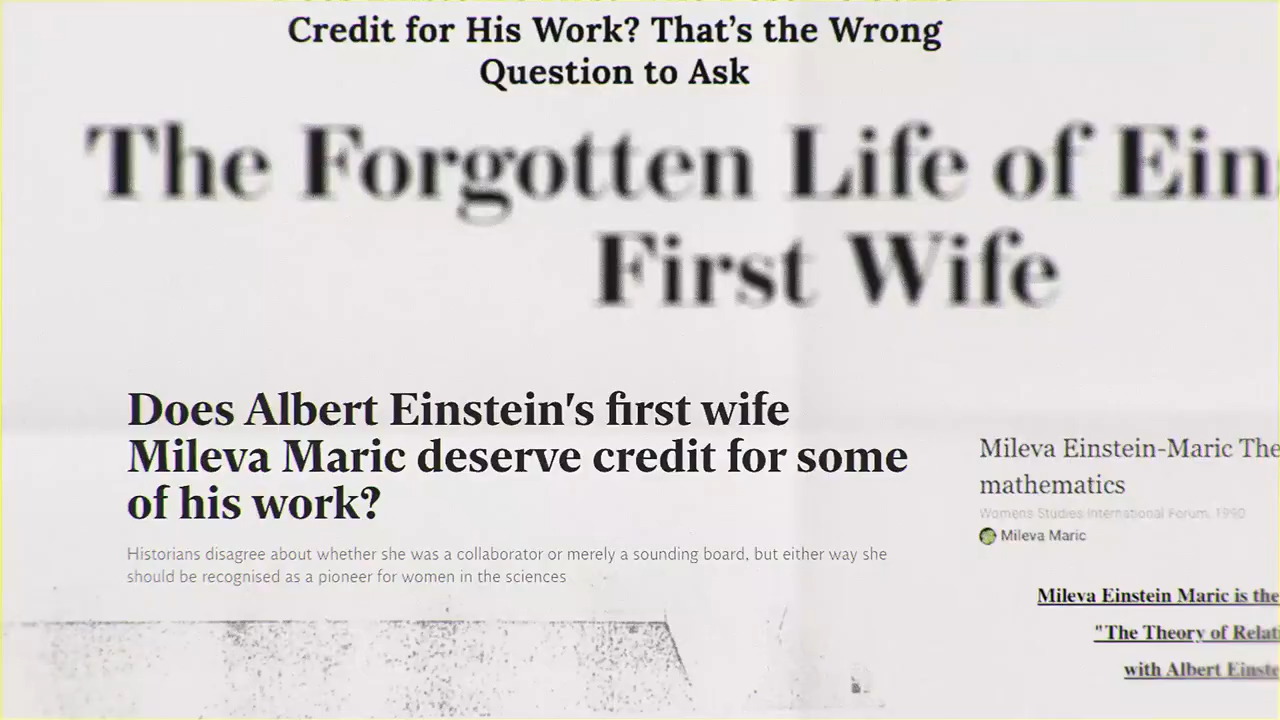 Credit for His Work? That's the Wrong
Question to Ask
The Forgotten Life of Ein
First Wife
Does Albert Einstein's first wife
Mileva Maric deserve credit for some
of his work?
Historians disagree about whether she was a collaborator or merely a sounding board, but either way she
should be recognised as a pioneer for women in the sciences
Mileva Einstein-Maric The
mathematics
Womens Studies International Forum, 1990
Mileva Maric
Mileva Einstein Maric is the
"The Theory of Relati
with Albert Einste